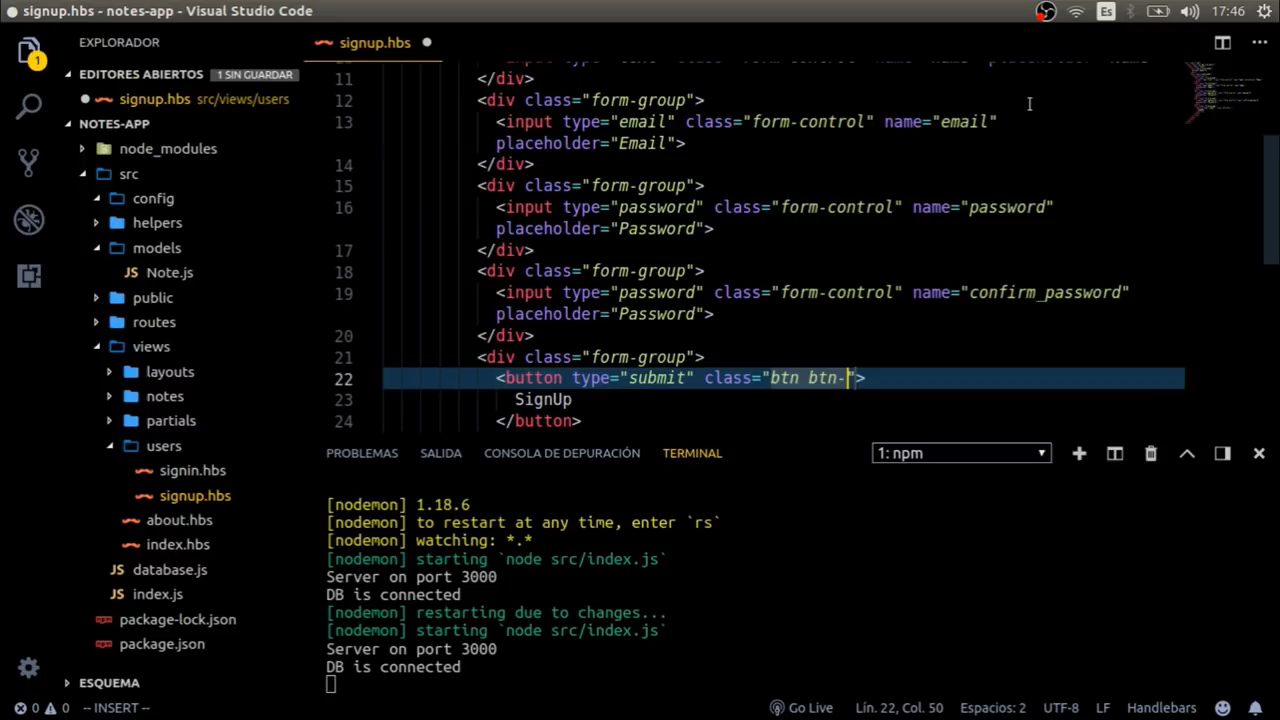 signup.hbs - notes-app - Visual Studio Code
Es
17:46
EXPLORADOR
EDITORES ABIERTOS 1 SIN GUARDAR
signup.hbs src/views/users
NOTES-APP
node_modules
src
config
helpers
models
JS Note.js
public
routes
views
layouts
notes
partials
users
signin.hbs
signup.hbs
about.hbs
index.hbs
JS database.js
JS index.js
package-lock.json
package.json
ESQUEMA
1
signup.hbs
11 </div>
12 <div class="form-group">
13 <input type="email" class="form-control" name="email"
placeholder="Email">
14 </div>
15 <div class="form-group">
16 <input type="password" class="form-control" name="password"
placeholder="Password">
17 </div>
18 <div class="form-group">
19 <input type="password" class="form-control" name="confirm_password"
placeholder="Password">
20 </div>
21 <div class="form-group">
22 <button type="submit" class="btn btn-">
23 SignUp
24 </button>
PROBLEMAS SALIDA CONSOLA DE DEPURACIÓN TERMINAL 1: npm
[nodemon] 1.18.6
[nodemon] to restart at any time, enter `rs`
[nodemon] watching: *.*
[nodemon] starting `node src/index.js`
Server on port 3000
DB is connected
[nodemon] restarting due to changes...
[nodemon] starting `node src/index.js`
Server on port 3000
DB is connected
0 0 -- INSERT -- Go Live Lín. 22, Col. 50 Espacios: 2 UTF-8 LF Handlebars